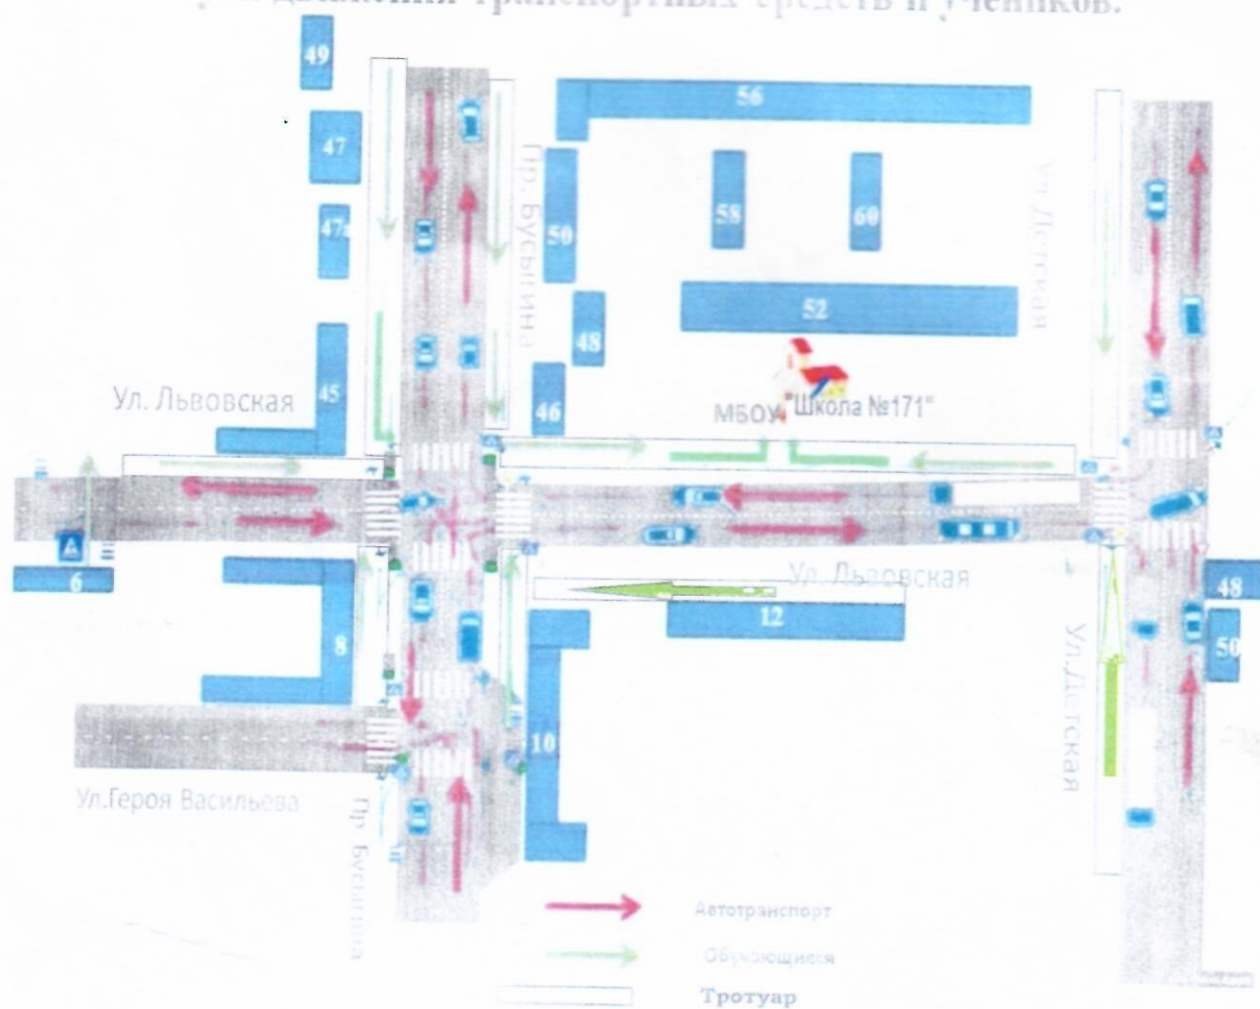 движения транспортных средств и учеников.
49
56
47
Пр. Бусыгина
Ул. Детская
58
60
47а
50
52
48
45
46
Ул. Львовская
МБОУ "Школа №171"
6
Ул. Львовская
48
12
8
50
Ул.Детская
10
Ул.Героя Васильева
Пр Бусыгина
Автотранспорт
Обучающиеся
Тротуар